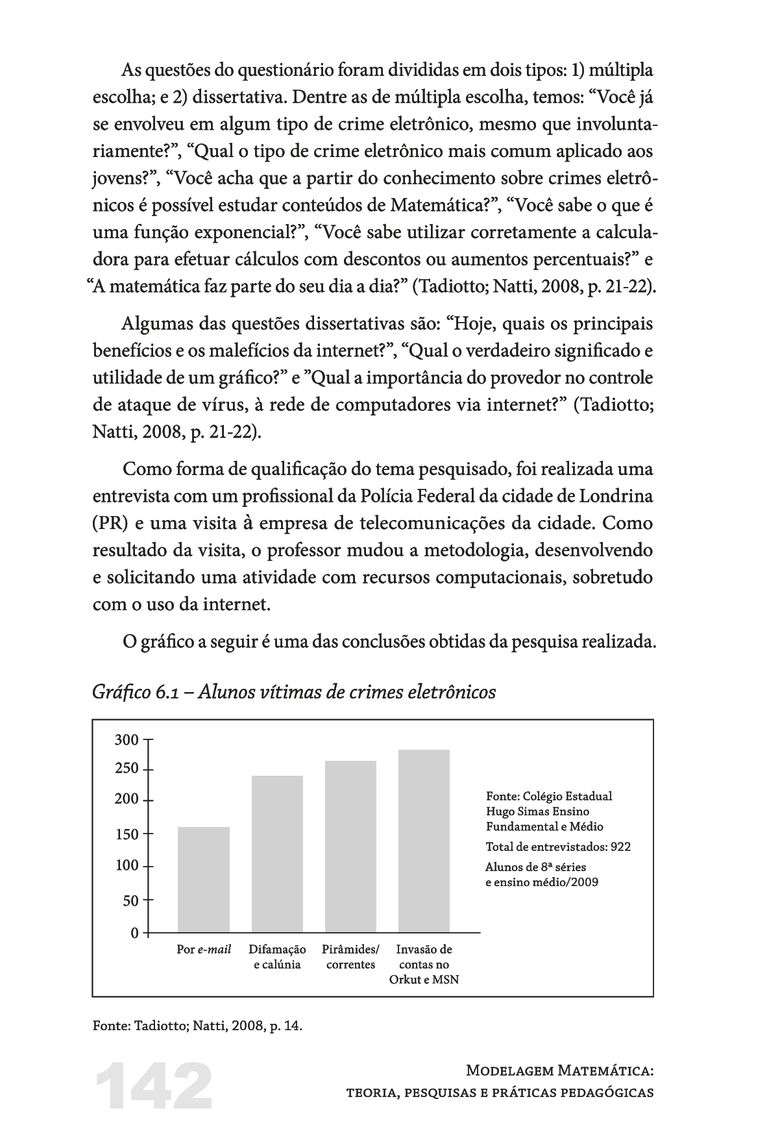 As questões do questionário foram divididas em dois tipos: 1) múltipla
escolha; e 2) dissertativa. Dentre as de múltipla escolha, temos: “Você já
se envolveu em algum tipo de crime eletrônico, mesmo que involunta-
riamente?”, “Qual o tipo de crime eletrônico mais comum aplicado aos
jovens?”, “Você acha que a partir do conhecimento sobre crimes eletrô-
nicos é possível estudar conteúdos de Matemática?”, “Você sabe o que é
uma função exponencial?”, “Você sabe utilizar corretamente a calcula-
dora para efetuar cálculos com descontos ou aumentos percentuais?” e
“A matemática faz parte do seu dia a dia?” (Tadiotto; Natti, 2008, p. 21-22).
Algumas das questões dissertativas são: “Hoje, quais os principais
benefícios e os malefícios da internet?”, “Qual o verdadeiro significado e
utilidade de um gráfico?” e ”Qual a importância do provedor no controle
de ataque de vírus, à rede de computadores via internet?” (Tadiotto;
Natti, 2008, p. 21-22).
Como forma de qualificação do tema pesquisado, foi realizada uma
entrevista com um profissional da Polícia Federal da cidade de Londrina
(PR) e uma visita à empresa de telecomunicações da cidade. Como
resultado da visita, o professor mudou a metodologia, desenvolvendo
e solicitando uma atividade com recursos computacionais, sobretudo
com o uso da internet.
O gráfico a seguir é uma das conclusões obtidas da pesquisa realizada.
Gráfico 6.1 – Alunos vítimas de crimes eletrônicos
300
250
200
150
100
50
0
Por e-mail
Difamação
e calúnia
Pirâmides/
correntes
Invasão de
contas no
Orkut e MSN
Fonte: Colégio Estadual
Hugo Simas Ensino
Fundamental e Médio
Total de entrevistados: 922
Alunos de 8ª séries
e ensino médio/2009
Fonte: Tadiotto; Natti, 2008, p. 14.
142
Modelagem Matemática:
teoria, pesquisas e práticas pedagógicas